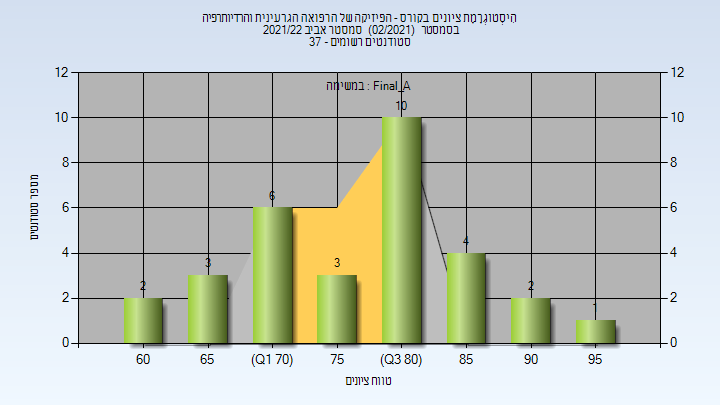 היסטוגרמת ציונים בקורס - הפיזיקה של הרפואה הגרעינית והרדיותרפיה
בסמסטר (02/2021) סמסטר אביב 2021/22
סטודנטים רשומים - 37
במשימה : Final_A
מספר סטודנטים
12 10 8 6 4 2 0
2 3 6 3 10 4 2 1
12 10 8 6 4 2 0
60 65 (Q1 70) 75 (Q3 80) 85 90 95
טווח ציונים